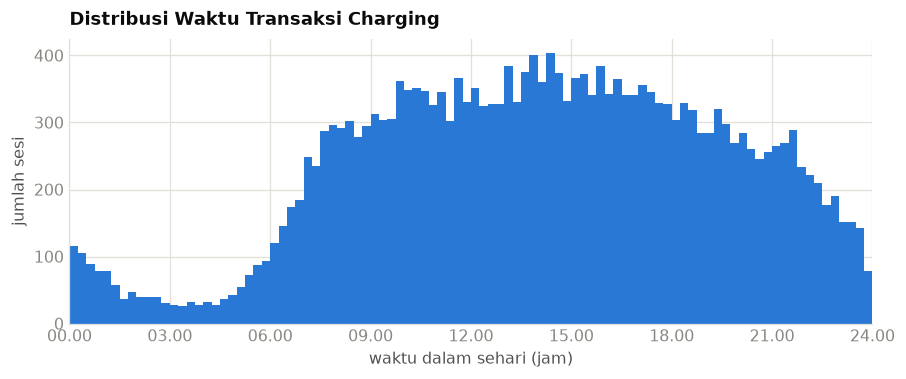 Distribusi Waktu Transaksi Charging
400
300
200
100
0
jumlah sesi
00.00 03.00 06.00 09.00 12.00 15.00 18.00 21.00 24.00
waktu dalam sehari (jam)